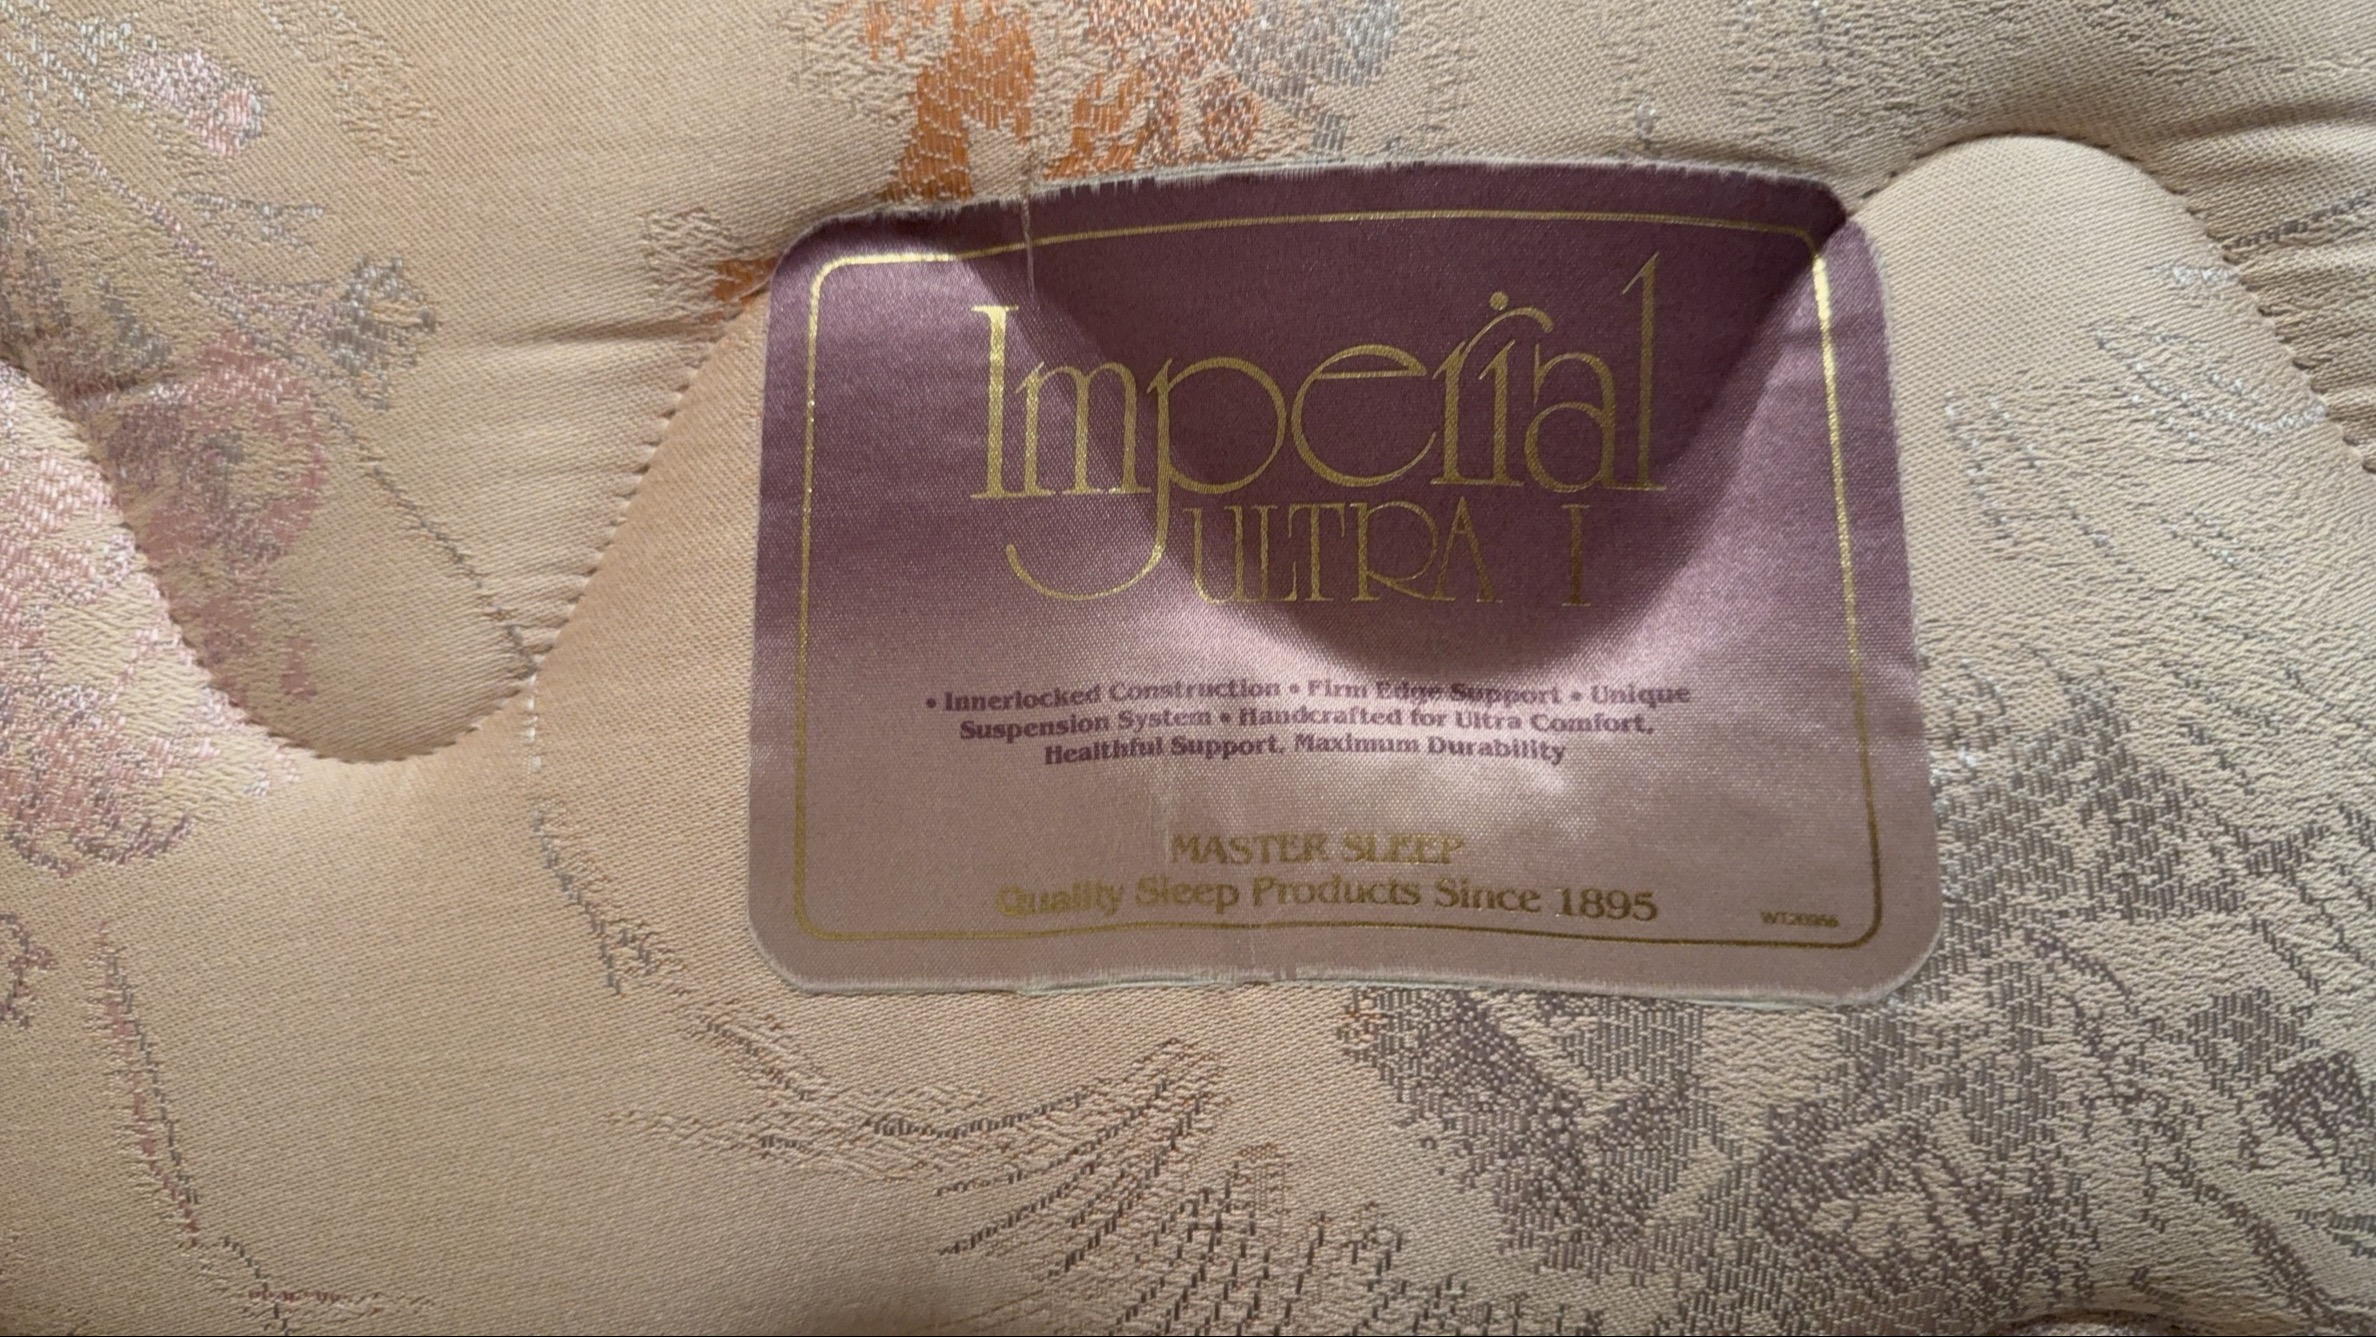 Imperial
ULTRA I
• Innerlocked Construction • Firm Edge Support • Unique
Suspension System • Handcrafted for Ultra Comfort,
Healthful Support, Maximum Durability
MASTER SLEEP
Quality Sleep Products Since 1895